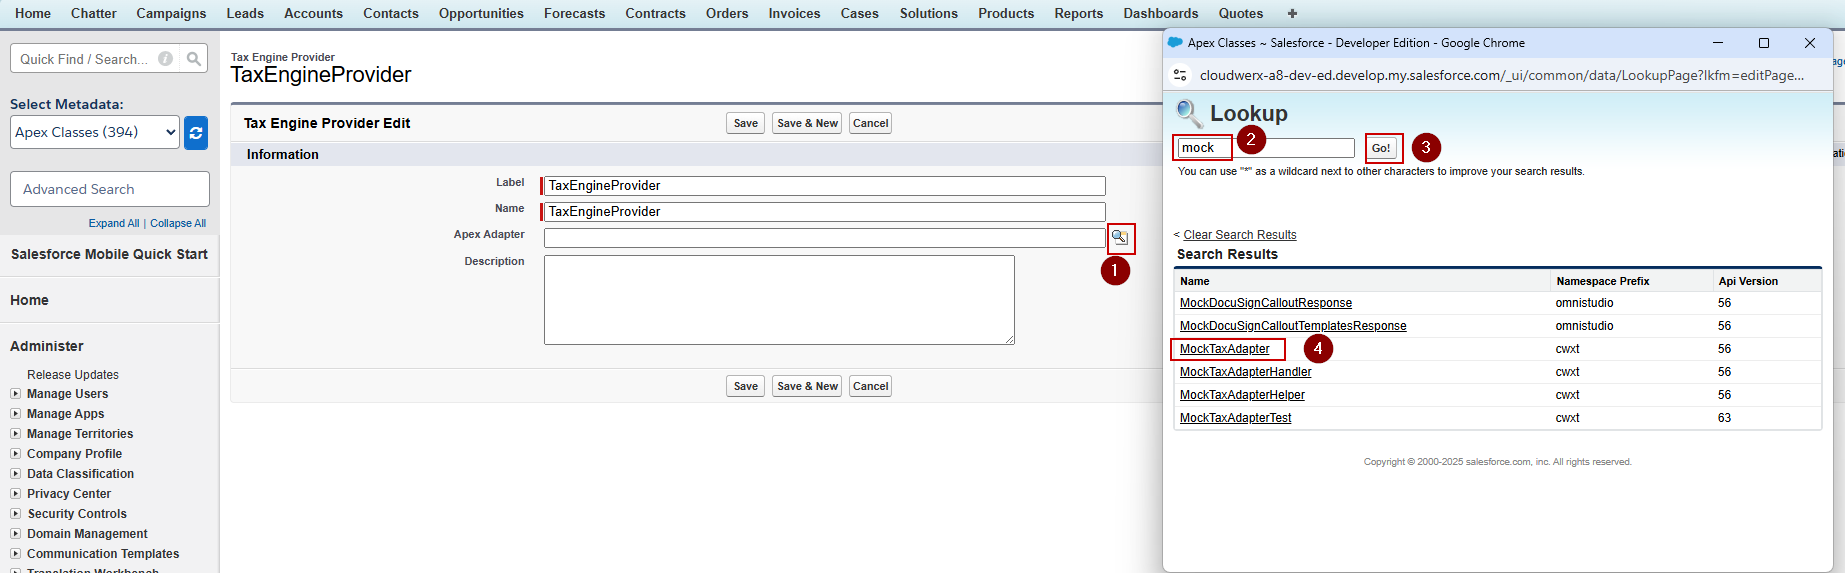 Home Chatter Campaigns Leads Accounts Contacts Opportunities Forecasts Contracts Orders Invoices Cases Solutions Products Reports Dashboards Quotes +
Quick Find / Search...
Select Metadata:
Apex Classes (394)
Advanced Search
Expand All | Collapse All
Salesforce Mobile Quick Start
Home
Administer
Release Updates
Manage Users
Manage Apps
Manage Territories
Company Profile
Data Classification
Privacy Center
Security Controls
Domain Management
Communication Templates
Translation Workbench
Tax Engine Provider
TaxEngineProvider
Tax Engine Provider Edit
Save Save & New Cancel
Information
Label TaxEngineProvider
Name TaxEngineProvider
Apex Adapter
1
Description
Save Save & New Cancel
Apex Classes ~ Salesforce - Developer Edition - Google Chrome
cloudwerx-a8-dev-ed.develop.my.salesforce.com/_ui/common/data/LookupPage?lkfm=editPage...
Lookup
mock 2 Go! 3
You can use "*" as a wildcard next to other characters to improve your search results.
< Clear Search Results
Search Results
Name Namespace Prefix Api Version
MockDocuSignCalloutResponse omnistudio 56
MockDocuSignCalloutTemplatesResponse omnistudio 56
MockTaxAdapter 4 cwxt 56
MockTaxAdapterHandler cwxt 56
MockTaxAdapterHelper cwxt 56
MockTaxAdapterTest cwxt 63
Copyright © 2000-2025 salesforce.com, inc. All rights reserved.